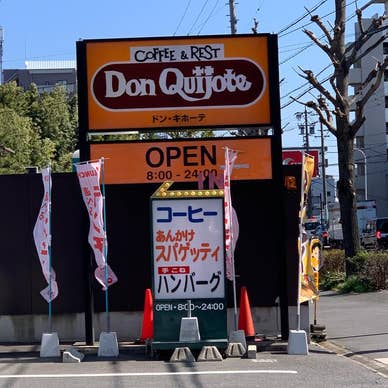 COFFEE & REST
Don Quijote
ドン・キホーテ
OPEN
8:00 - 24:00
コーヒー
あんかけ
スパゲッティ
手こね
ハンバーグ
OPEN・8:00〜24:00